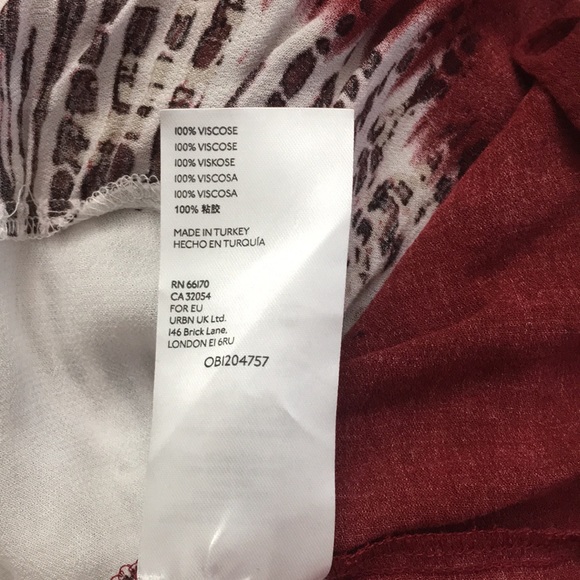 100% VISCOSE
100% VISCOSE
100% VISKOSE
100% VISCOSA
100% VISCOSA
100% 粘胶
MADE IN TURKEY
HECHO EN TURQUÍA
RN 66170
CA 32054
FOR EU
URBN UK Ltd.
146 Brick Lane,
LONDON E1 6RU
OB1204757